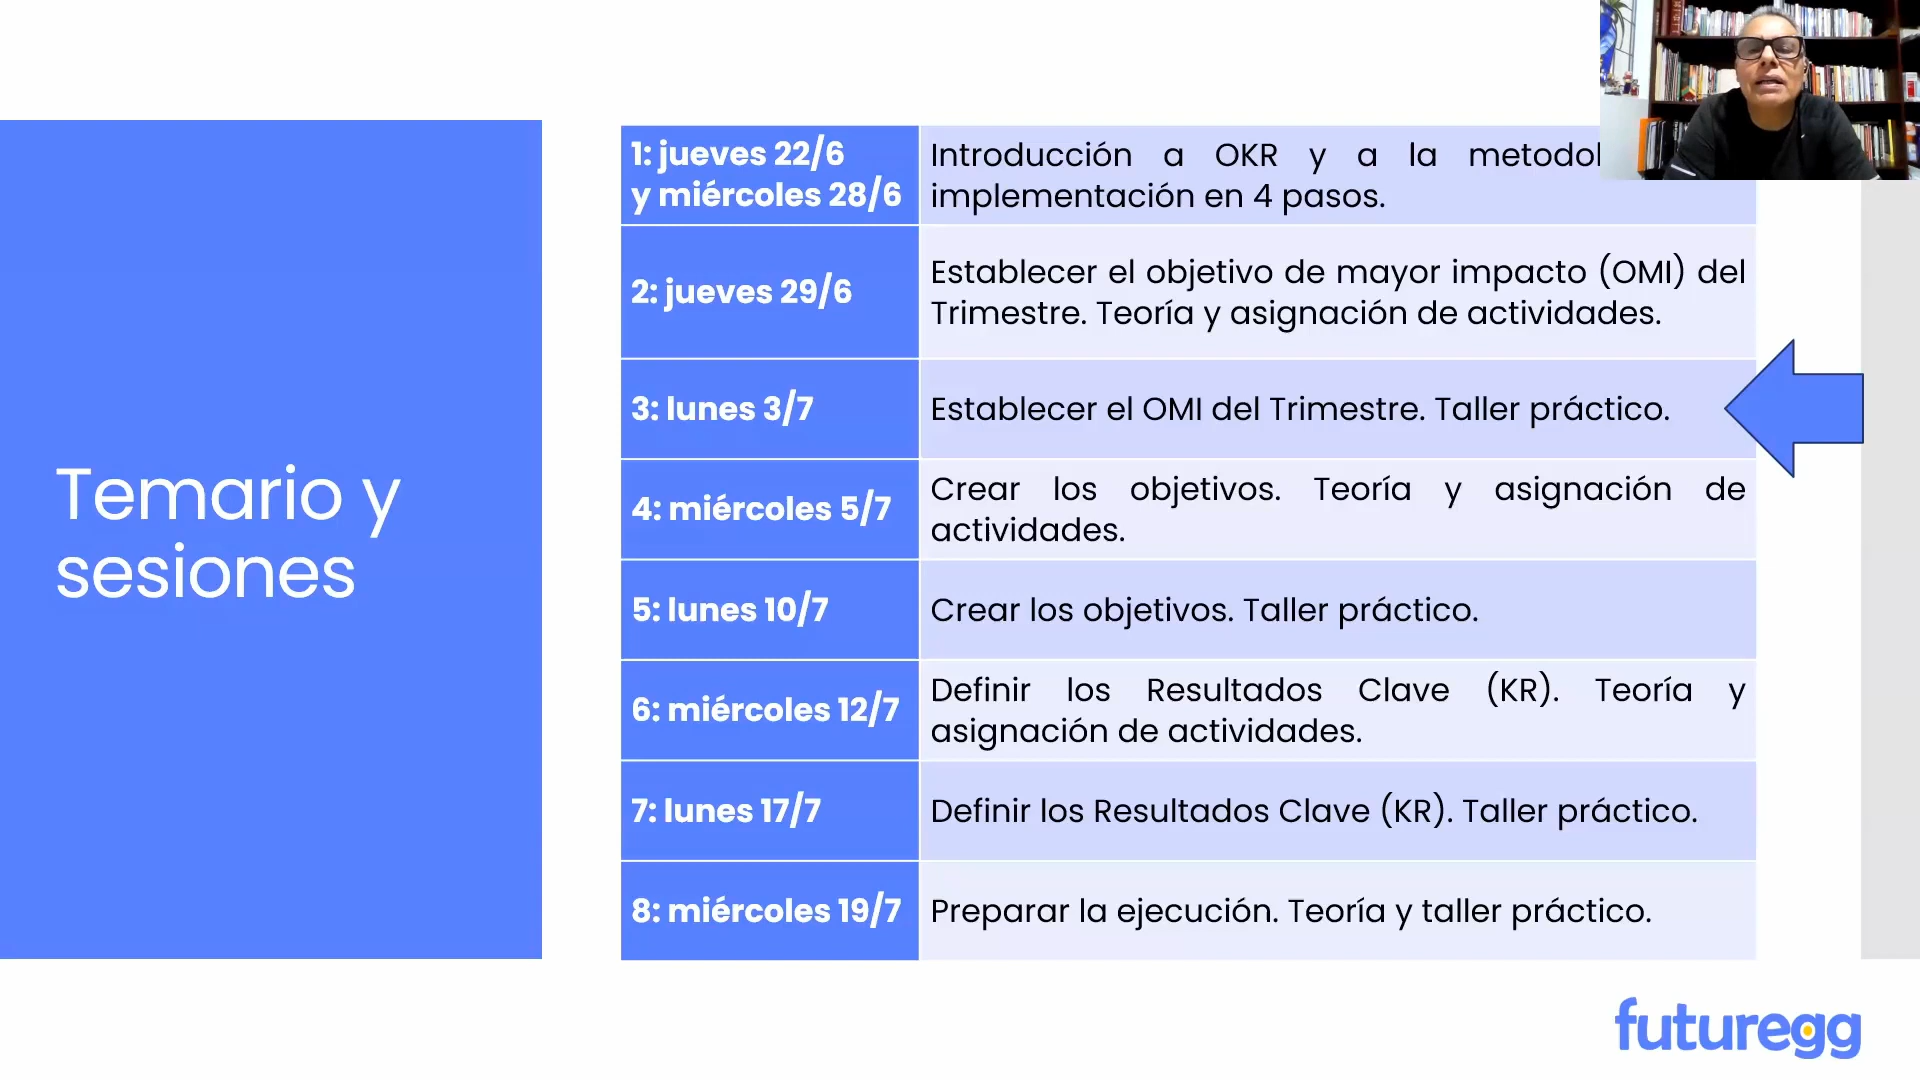 Temario y
sesiones
1: jueves 22/6
y miércoles 28/6
Introducción a OKR y a la
implementación en 4 pasos.
2: jueves 29/6
Establecer el objetivo de mayor impacto (OMI) del
Trimestre. Teoría y asignación de actividades.
3: lunes 3/7
Establecer el OMI del Trimestre. Taller práctico.
4: miércoles 5/7
Crear los objetivos. Teoría y asignación de
actividades.
5: lunes 10/7
Crear los objetivos. Taller práctico.
6: miércoles 12/7
Definir los Resultados Clave (KR). Teoría y
asignación de actividades.
7: lunes 17/7
Definir los Resultados Clave (KR). Taller práctico.
8: miércoles 19/7
Preparar la ejecución. Teoría y taller práctico.
futuregg